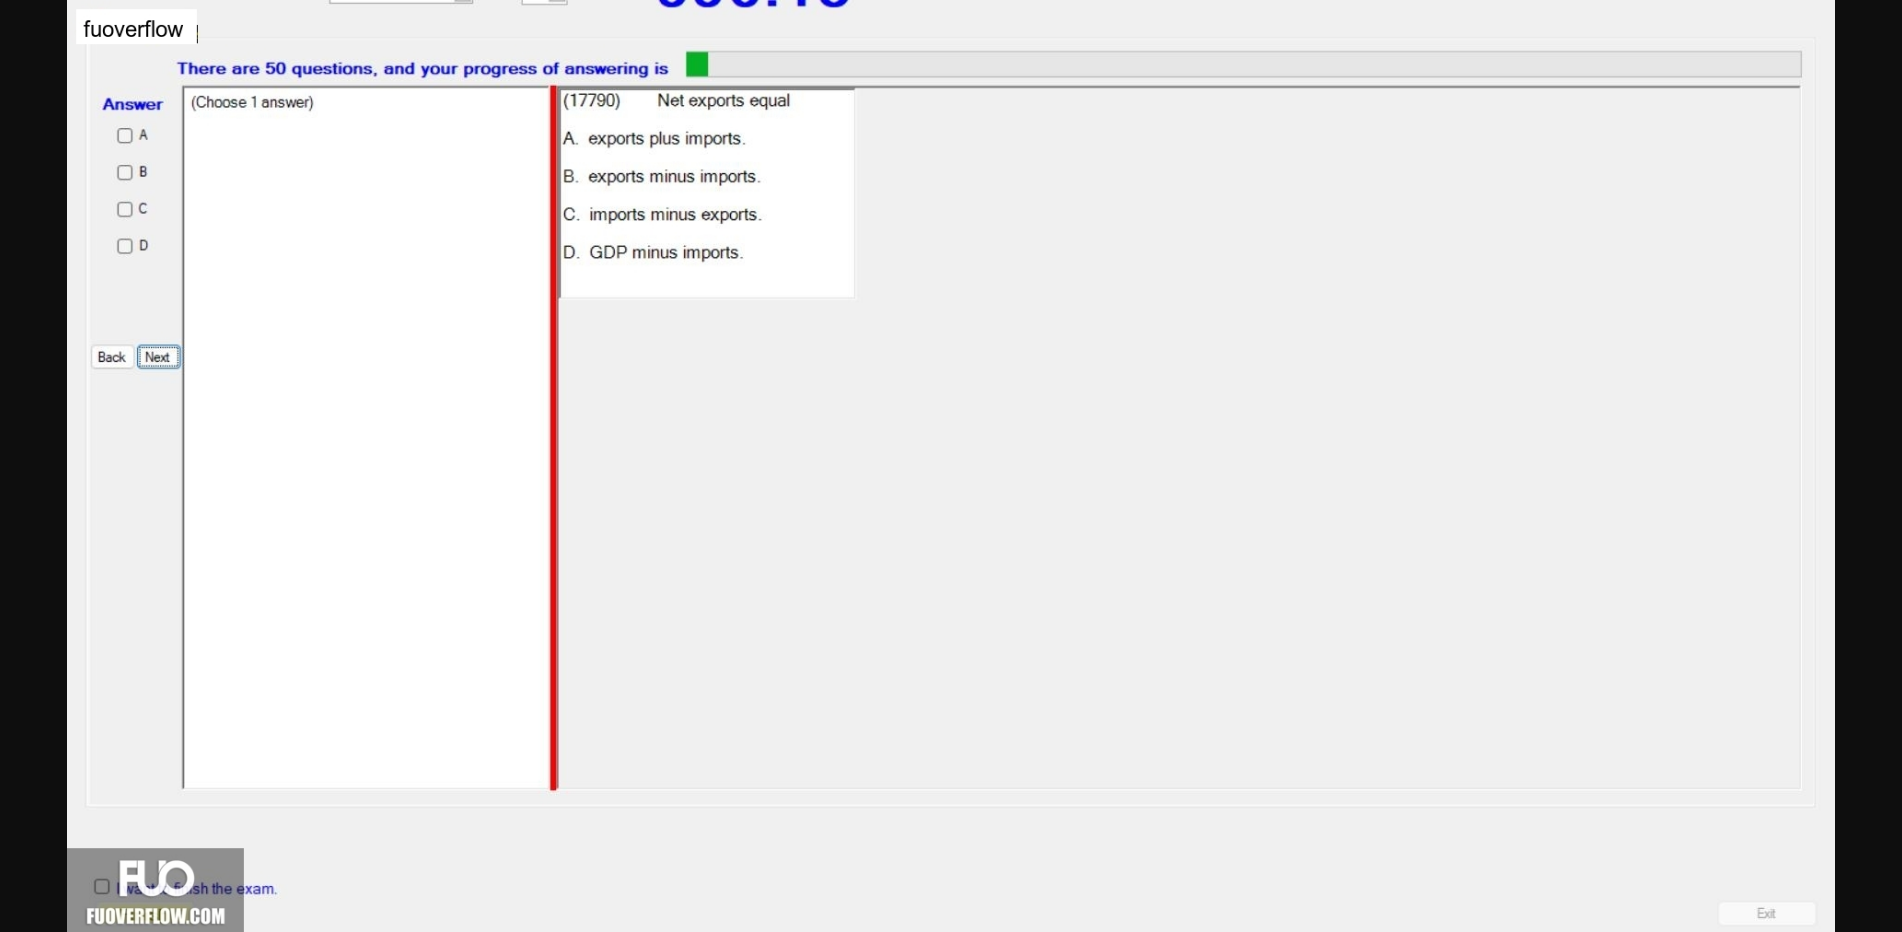 fuoverflow
There are 50 questions, and your progress of answering is
Answer
(Choose 1 answer)
A
B
C
D
Back Next
(17790) Net exports equal
A. exports plus imports.
B. exports minus imports.
C. imports minus exports.
D. GDP minus imports.
FUO
the exam.
FUOVERFLOW.COM
Exit